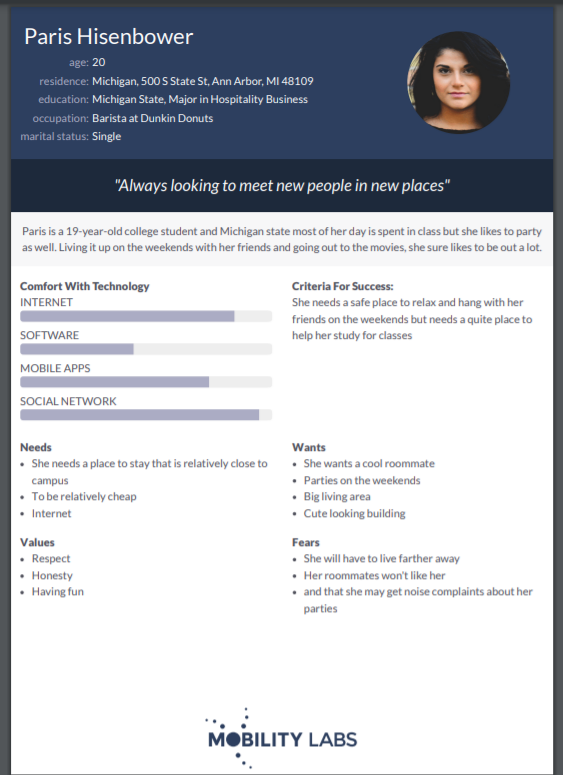 Paris Hisenbower
age: 20
residence: Michigan, 500 S State St, Ann Arbor, MI 48109
education: Michigan State, Major in Hospitality Business
occupation: Barista at Dunkin Donuts
marital status: Single
"Always looking to meet new people in new places"
Paris is a 19-year-old college student and Michigan state most of her day is spent in class but she likes to party
as well. Living it up on the weekends with her friends and going out to the movies, she sure likes to be out a lot.
Comfort With Technology
INTERNET
SOFTWARE
MOBILE APPS
SOCIAL NETWORK
Criteria For Success:
She needs a safe place to relax and hang with her
friends on the weekends but needs a quite place to
help her study for classes
Needs
• She needs a place to stay that is relatively close to
campus
• To be relatively cheap
• Internet
Wants
• She wants a cool roommate
• Parties on the weekends
• Big living area
• Cute looking building
Values
• Respect
• Honesty
• Having fun
Fears
• She will have to live farther away
• Her roommates won't like her
• and that she may get noise complaints about her
parties
MOBILITY LABS